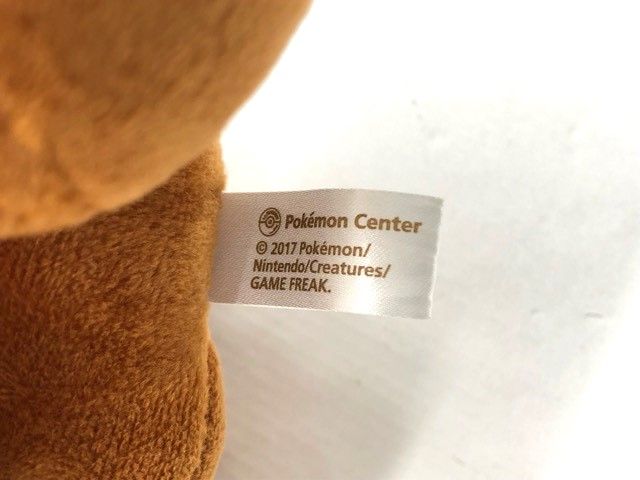 Pokémon Center
© 2017 Pokémon/
Nintendo/Creatures/
GAME FREAK.